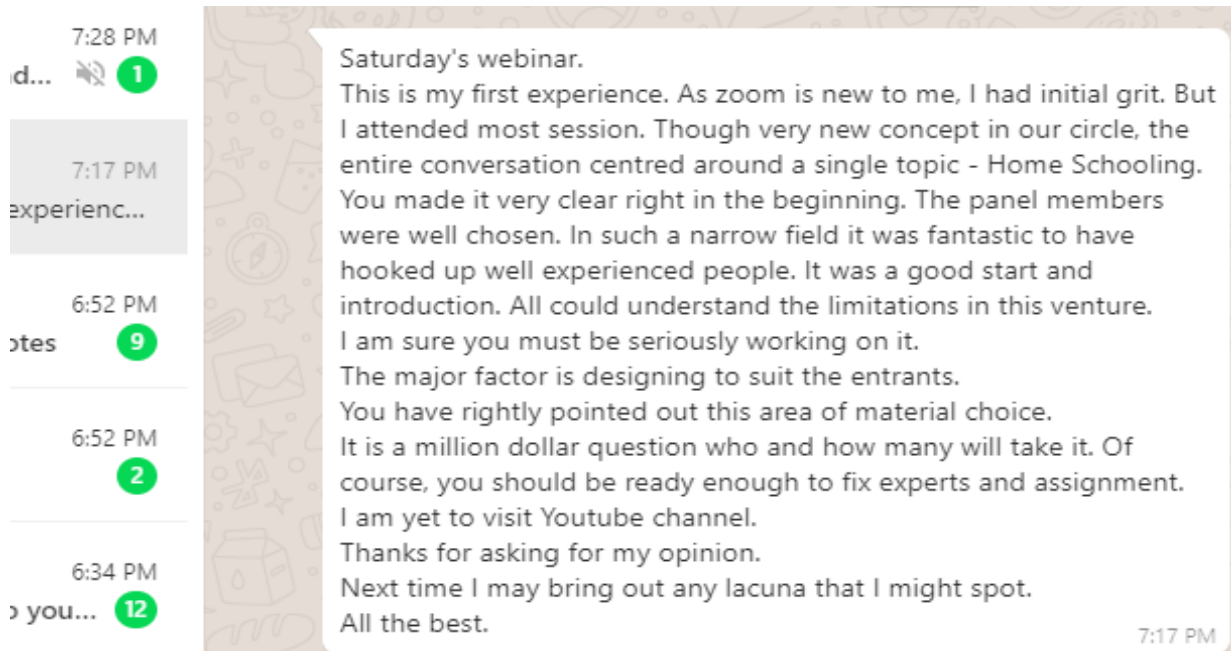 7:28 PM
d... 1
7:17 PM
experienc...
6:52 PM
otes 9
6:52 PM
2
6:34 PM
you... 12
Saturday's webinar.
This is my first experience. As zoom is new to me, I had initial grit. But
I attended most session. Though very new concept in our circle, the
entire conversation centred around a single topic - Home Schooling.
You made it very clear right in the beginning. The panel members
were well chosen. In such a narrow field it was fantastic to have
hooked up well experienced people. It was a good start and
introduction. All could understand the limitations in this venture.
I am sure you must be seriously working on it.
The major factor is designing to suit the entrants.
You have rightly pointed out this area of material choice.
It is a million dollar question who and how many will take it. Of
course, you should be ready enough to fix experts and assignment.
I am yet to visit Youtube channel.
Thanks for asking for my opinion.
Next time I may bring out any lacuna that I might spot.
All the best.
7:17 PM